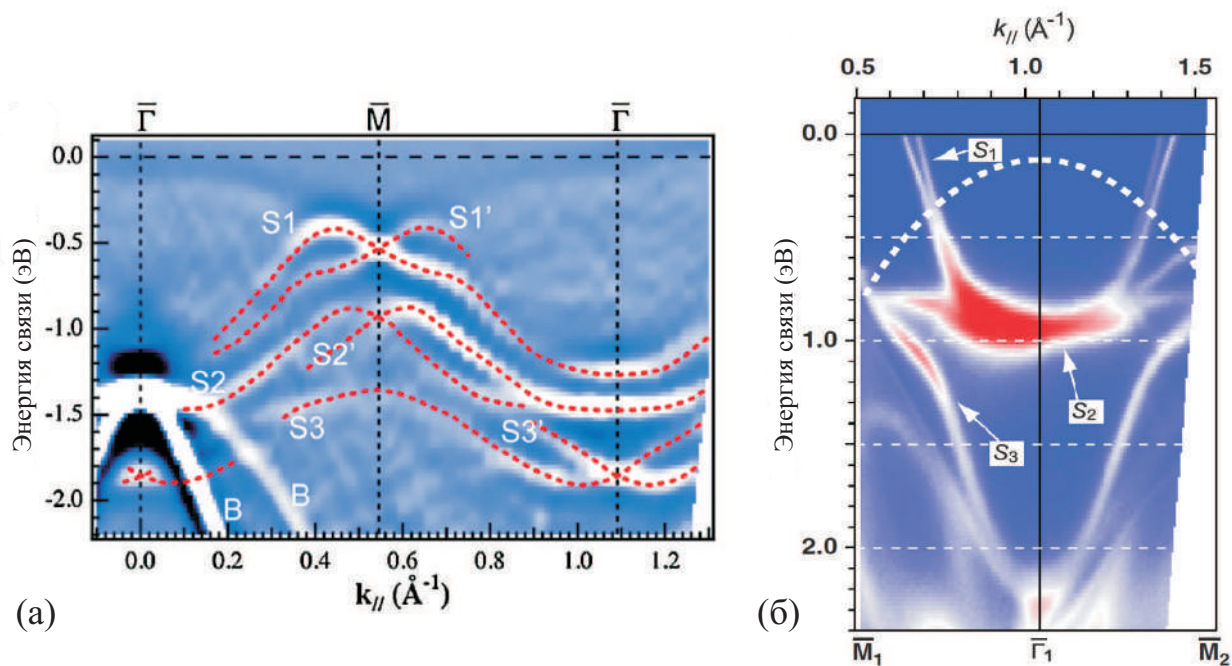 Γ̄ M̄ Γ̄
0.0
-0.5
-1.0
-1.5
-2.0
Энергия связи (эВ)
S1
S1'
S2
S2'
S3
S3'
B
B
0.0 0.2 0.4 0.6 0.8 1.0 1.2
k// (Å⁻¹)
(а)
k// (Å⁻¹)
0.5 1.0 1.5
0.0
1.0
2.0
Энергия связи (эВ)
S₁
S₂
S₃
M̄₁ Γ̄₁ M̄₂
(б)